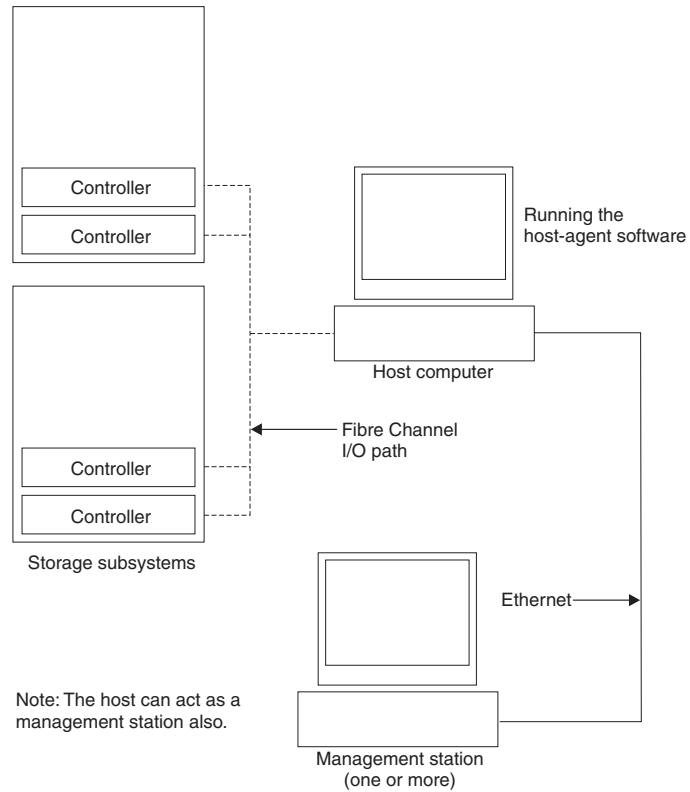 Controller
Controller
Running the
host-agent software
Host computer
Fibre Channel
I/O path
Controller
Controller
Storage subsystems
Ethernet
Note: The host can act as a
management station also.
Management station
(one or more)